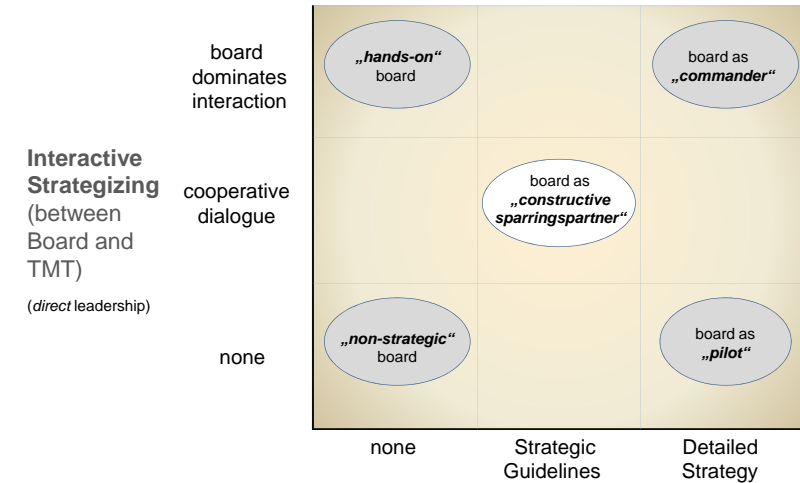 board
dominates
interaction
„hands-on“
board
board as
„commander“
Interactive
Strategizing
(between
Board and
TMT)
(direct leadership)
cooperative
dialogue
board as
„constructive
sparringspartner“
none
„non-strategic“
board
board as
„pilot“
none
Strategic
Guidelines
Detailed
Strategy